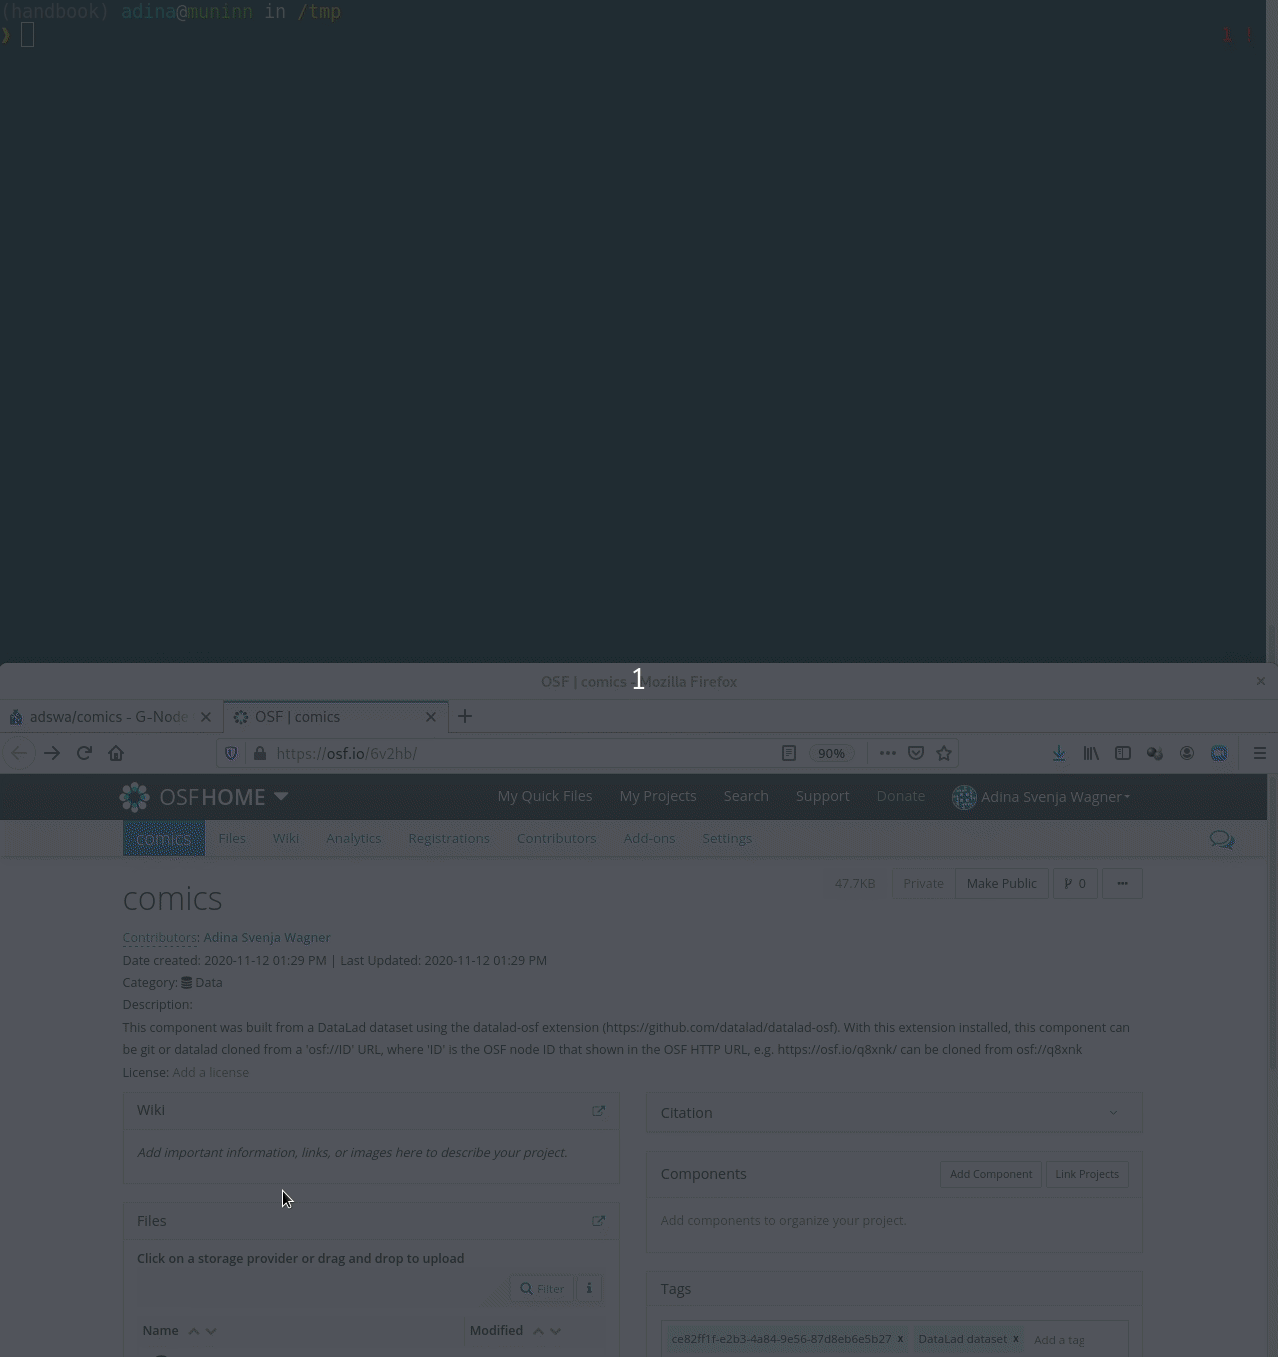 (handbook) adina@muninn in /tmp
❯ 1 !
OSF | comics - Mozilla Firefox ×
1
adswa/comics - G-Node × OSF | comics × +
https://osf.io/6v2hb/ 90%
OSFHOME My Quick Files My Projects Search Support Donate Adina Svenja Wagner
comics Files Wiki Analytics Registrations Contributors Add-ons Settings
comics 47.7KB Private Make Public 0 ...
Contributors: Adina Svenja Wagner
Date created: 2020-11-12 01:29 PM | Last Updated: 2020-11-12 01:29 PM
Category: Data
Description:
This component was built from a DataLad dataset using the datalad-osf extension (https://github.com/datalad/datalad-osf). With this extension installed, this component can
be git or datalad cloned from a 'osf://ID' URL, where 'ID' is the OSF node ID that shown in the OSF HTTP URL, e.g. https://osf.io/q8xnk/ can be cloned from osf://q8xnk
License: Add a license
Wiki
Add important information, links, or images here to describe your project.
Files
Click on a storage provider or drag and drop to upload
Filter i
Name Modified
Citation
Components Add Component Link Projects
Add components to organize your project.
Tags
ce82ff1f-e2b3-4a84-9e56-87d8eb6e5b27 x DataLad dataset x Add a tag